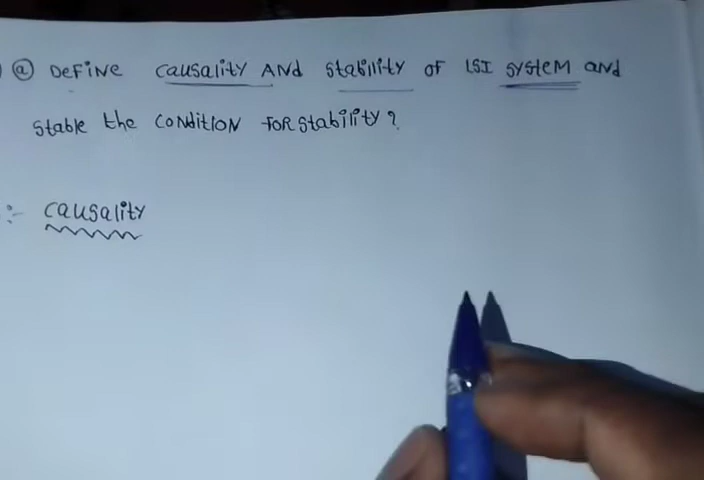 ⓐ Define causality and stability of LSI system and
stable the condition for stability?
:- causality